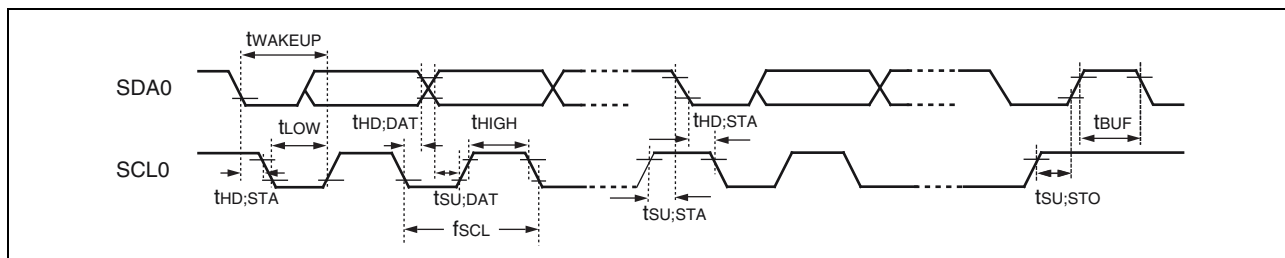 tWAKEUP
SDA0
tLOW
tHD;DAT
tHIGH
tHD;STA
tBUF
SCL0
tHD;STA
tSU;DAT
tSU;STA
tSU;STO
fSCL